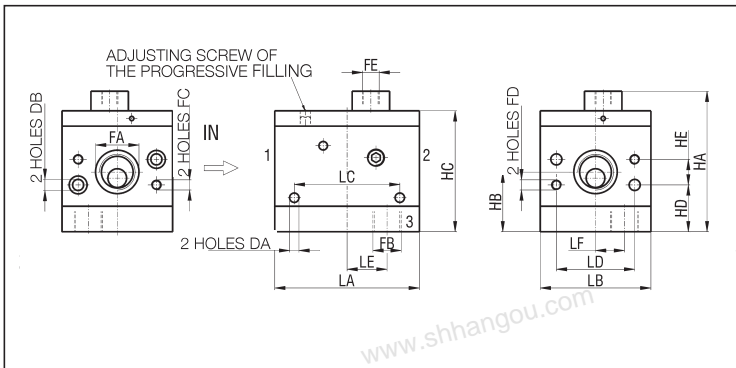 ADJUSTING SCREW OF
THE PROGRESSIVE FILLING
FE
2 HOLES DB
FA
2 HOLES FC
IN
1
2
LC
HC
3
2 HOLES DA
FB
LE
LA
2 HOLES FD
HB
HE
HA
HD
LF
LD
LB
www.shhangou.com